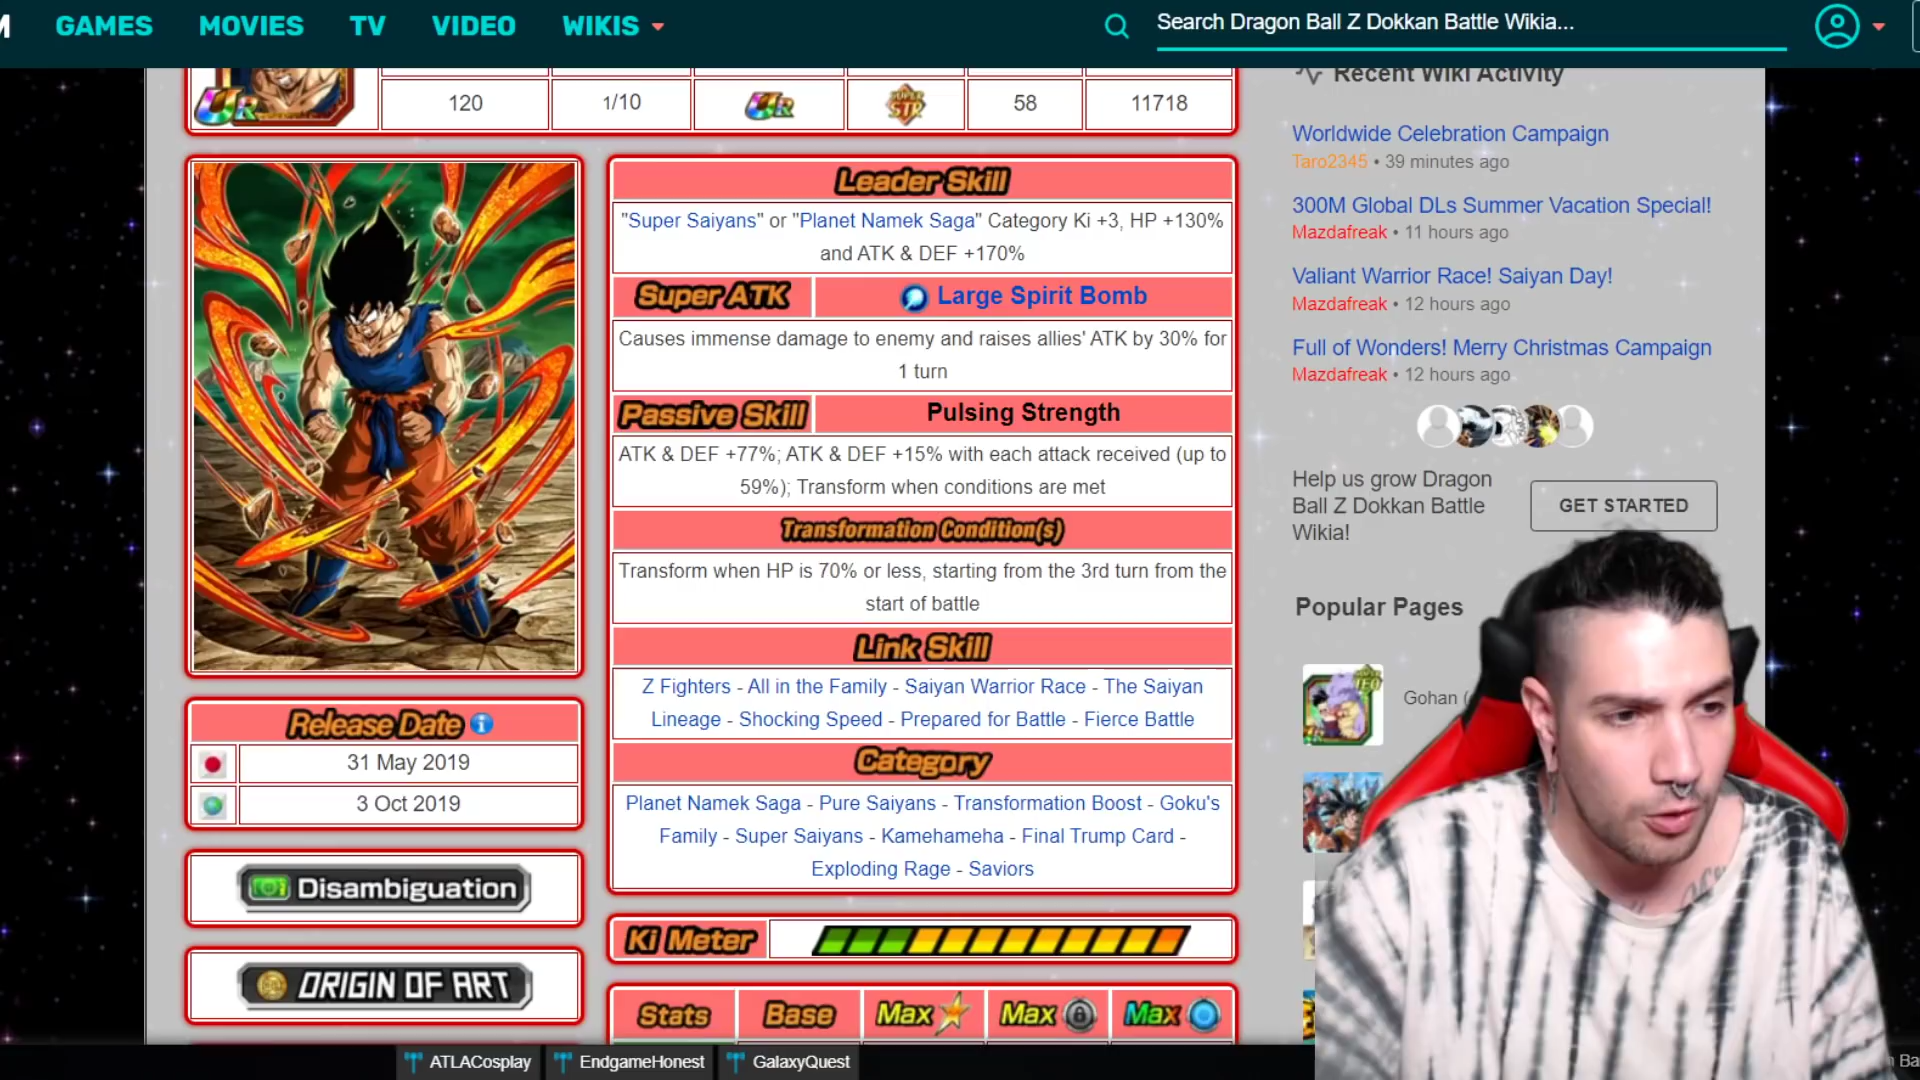 M GAMES MOVIES TV VIDEO WIKIS Search Dragon Ball Z Dokkan Battle Wikia...
UR 120 1/10 UR SUPER STR 58 11718
Leader Skill
"Super Saiyans" or "Planet Namek Saga" Category Ki +3, HP +130%
and ATK & DEF +170%
Super ATK Large Spirit Bomb
Causes immense damage to enemy and raises allies' ATK by 30% for
1 turn
Passive Skill Pulsing Strength
ATK & DEF +77%; ATK & DEF +15% with each attack received (up to
59%); Transform when conditions are met
Transformation Condition(s)
Transform when HP is 70% or less, starting from the 3rd turn from the
start of battle
Link Skill
Z Fighters - All in the Family - Saiyan Warrior Race - The Saiyan
Lineage - Shocking Speed - Prepared for Battle - Fierce Battle
Category
Planet Namek Saga - Pure Saiyans - Transformation Boost - Goku's
Family - Super Saiyans - Kamehameha - Final Trump Card -
Exploding Rage - Saviors
Ki Meter
Stats Base Max Max Max
Release Date
31 May 2019
3 Oct 2019
Disambiguation
ORIGIN OF ART
Recent Wiki Activity
Worldwide Celebration Campaign
Taro2345 • 39 minutes ago
300M Global DLs Summer Vacation Special!
Mazdafreak • 11 hours ago
Valiant Warrior Race! Saiyan Day!
Mazdafreak • 12 hours ago
Full of Wonders! Merry Christmas Campaign
Mazdafreak • 12 hours ago
Help us grow Dragon
Ball Z Dokkan Battle
Wikia!
GET STARTED
Popular Pages
Gohan (
ATLACosplay EndgameHonest GalaxyQuest